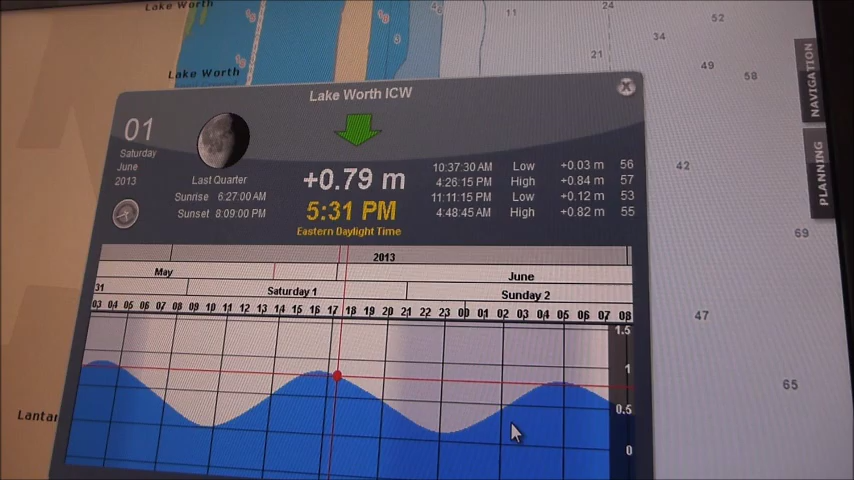 Lake Worth
24
52
11
34
21
49
58
Lake Worth
NAVIGATION
Lake Worth ICW
X
01
Saturday
June
2013
Last Quarter
Sunrise 6:27:00 AM
Sunset 8:09:00 PM
+0.79 m
5:31 PM
Eastern Daylight Time
10:37:30 AM Low +0.03 m 56
4:26:15 PM High +0.84 m 57
11:11:15 PM Low +0.12 m 53
4:48:45 AM High +0.82 m 55
42
PLANNING
69
2013
May June
31 Saturday 1 Sunday 2
03 04 05 06 07 08 09 10 11 12 13 14 15 16 17 18 19 20 21 22 23 00 01 02 03 04 05 06 07 08
47
1.5
1
65
0.5
0
Lantar